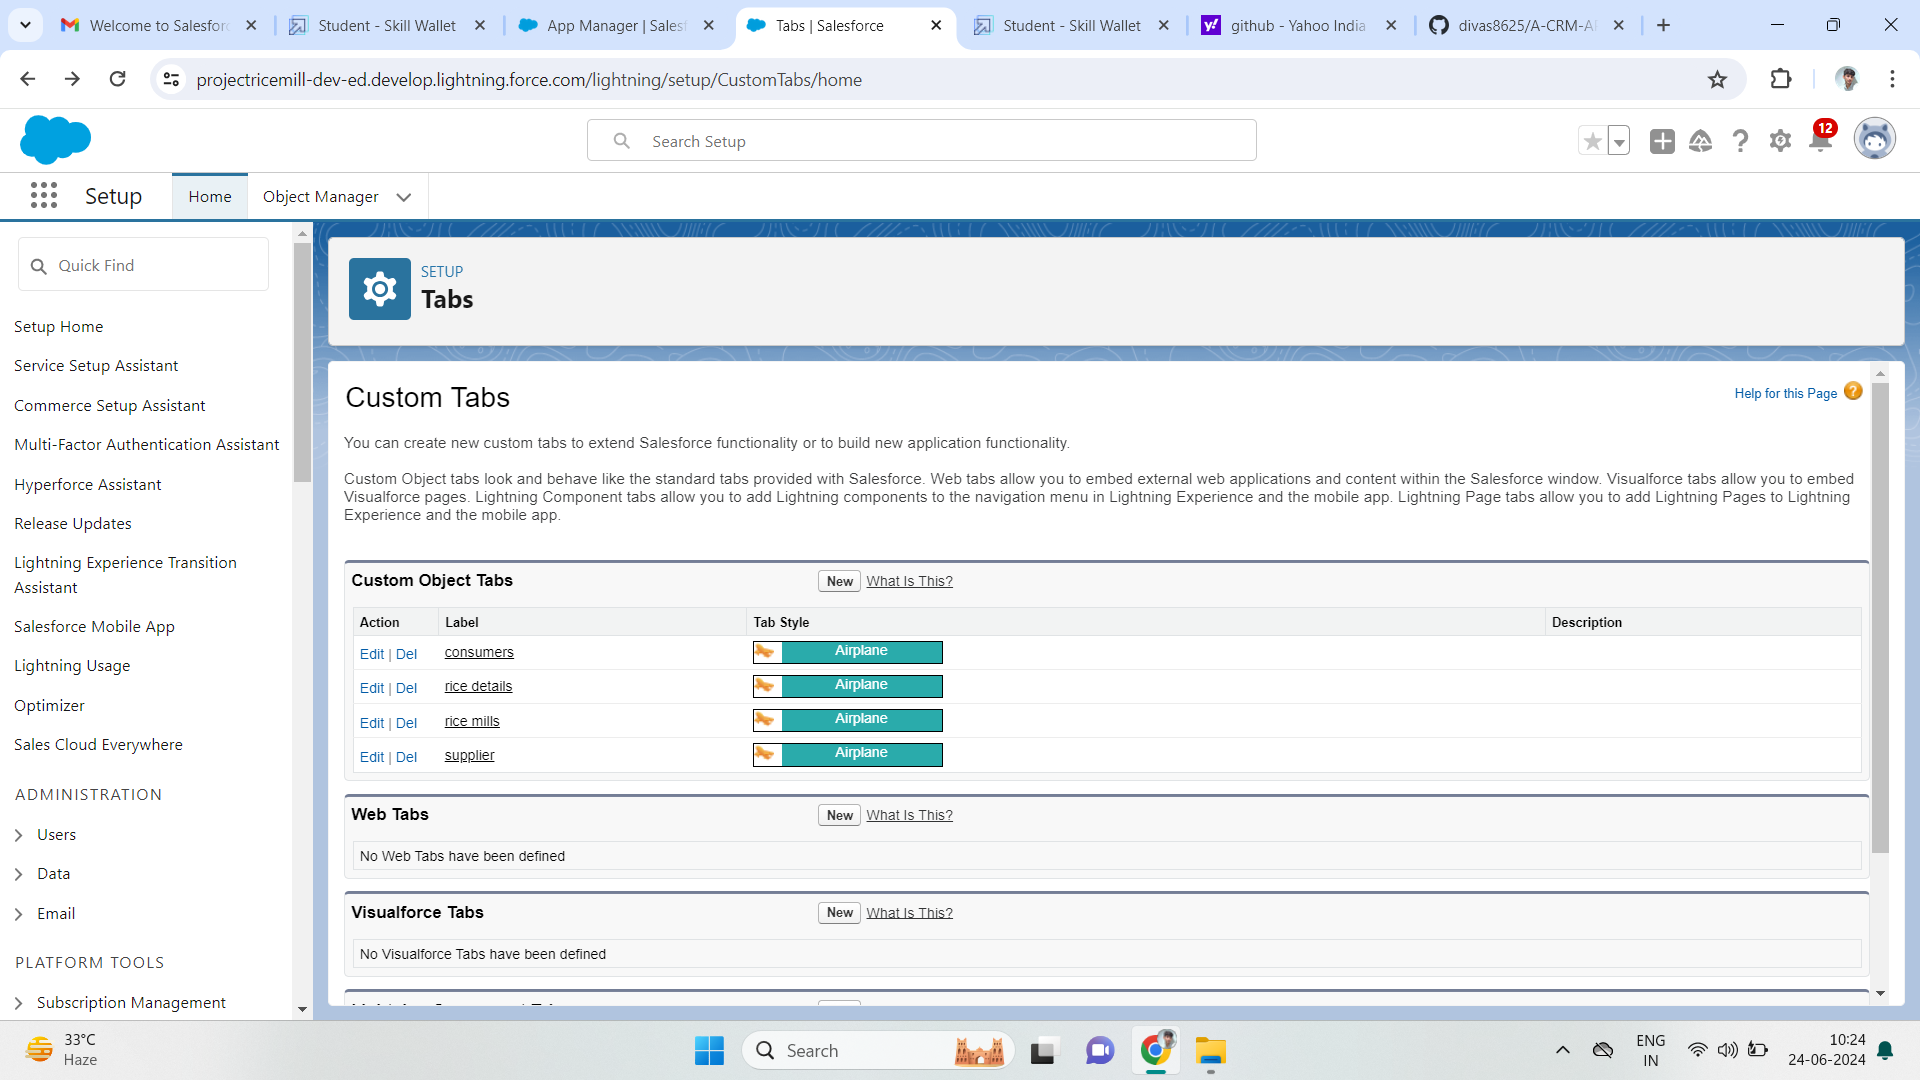 Welcome to Salesforc
Student - Skill Wallet
App Manager | Salesf
Tabs | Salesforce
Student - Skill Wallet
github - Yahoo India
divas8625/A-CRM-A
projectricemill-dev-ed.develop.lightning.force.com/lightning/setup/CustomTabs/home
Search Setup
12
Setup
Home
Object Manager
Quick Find
Setup Home
Service Setup Assistant
Commerce Setup Assistant
Multi-Factor Authentication Assistant
Hyperforce Assistant
Release Updates
Lightning Experience Transition
Assistant
Salesforce Mobile App
Lightning Usage
Optimizer
Sales Cloud Everywhere
ADMINISTRATION
Users
Data
Email
PLATFORM TOOLS
Subscription Management
SETUP
Tabs
Custom Tabs
Help for this Page
You can create new custom tabs to extend Salesforce functionality or to build new application functionality.
Custom Object tabs look and behave like the standard tabs provided with Salesforce. Web tabs allow you to embed external web applications and content within the Salesforce window. Visualforce tabs allow you to embed
Visualforce pages. Lightning Component tabs allow you to add Lightning components to the navigation menu in Lightning Experience and the mobile app. Lightning Page tabs allow you to add Lightning Pages to Lightning
Experience and the mobile app.
Custom Object Tabs New What Is This?
Action Label Tab Style Description
Edit | Del consumers Airplane
Edit | Del rice details Airplane
Edit | Del rice mills Airplane
Edit | Del supplier Airplane
Web Tabs New What Is This?
No Web Tabs have been defined
Visualforce Tabs New What Is This?
No Visualforce Tabs have been defined
33°C
Haze
Search
ENG
IN
10:24
24-06-2024